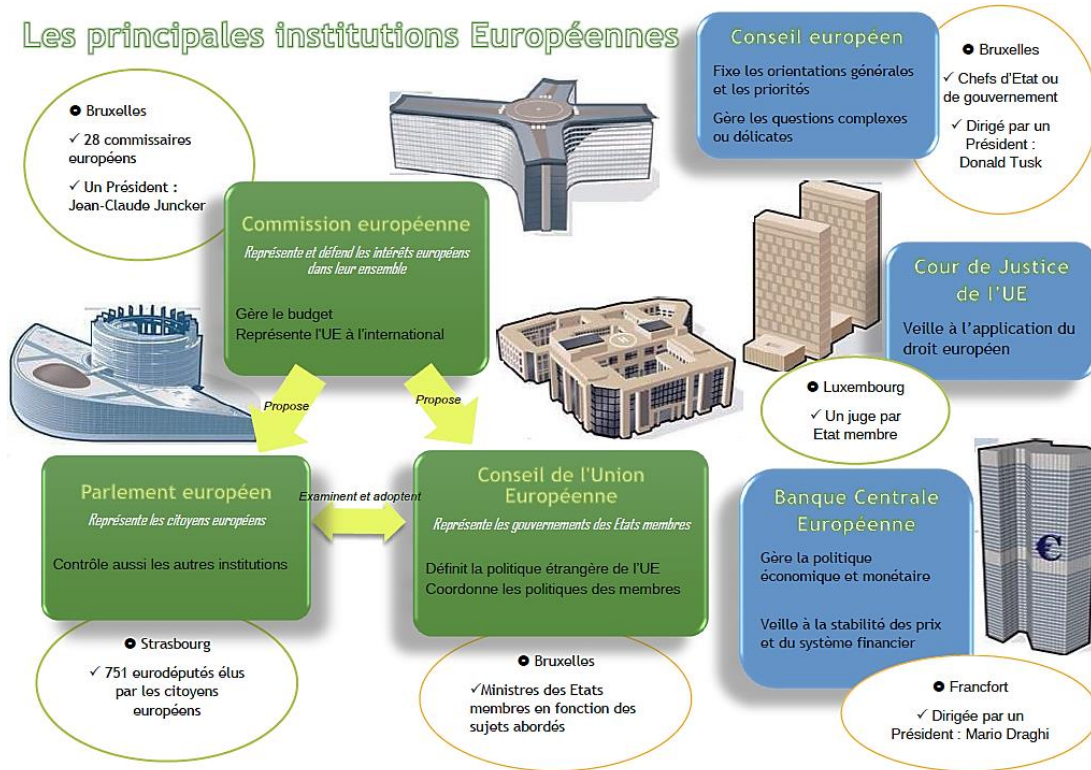 Les principales institutions Européennes
Bruxelles
✓ 28 commissaires
européens
✓ Un Président :
Jean-Claude Juncker
Commission européenne
Représente et défend les intérêts européens
dans leur ensemble
Gère le budget
Représente l'UE à l'international
Conseil européen
Fixe les orientations générales
et les priorités
Gère les questions complexes
ou délicates
Bruxelles
✓ Chefs d'Etat ou
de gouvernement
✓ Dirigé par un
Président :
Donald Tusk
Cour de Justice
de l'UE
Veille à l'application du
droit européen
Luxembourg
✓ Un juge par
Etat membre
Propose
Propose
Parlement européen
Représente les citoyens européens
Contrôle aussi les autres institutions
Examinent et adoptent
Conseil de l'Union
Européenne
Représente les gouvernements des Etats membres
Définit la politique étrangère de l'UE
Coordonne les politiques des membres
Banque Centrale
Européenne
Gère la politique
économique et monétaire
Veille à la stabilité des prix
et du système financier
€
H
Strasbourg
✓ 751 eurodéputés élus
par les citoyens
européens
Bruxelles
✓Ministres des Etats
membres en fonction des
sujets abordés
Francfort
✓ Dirigée par un
Président : Mario Draghi